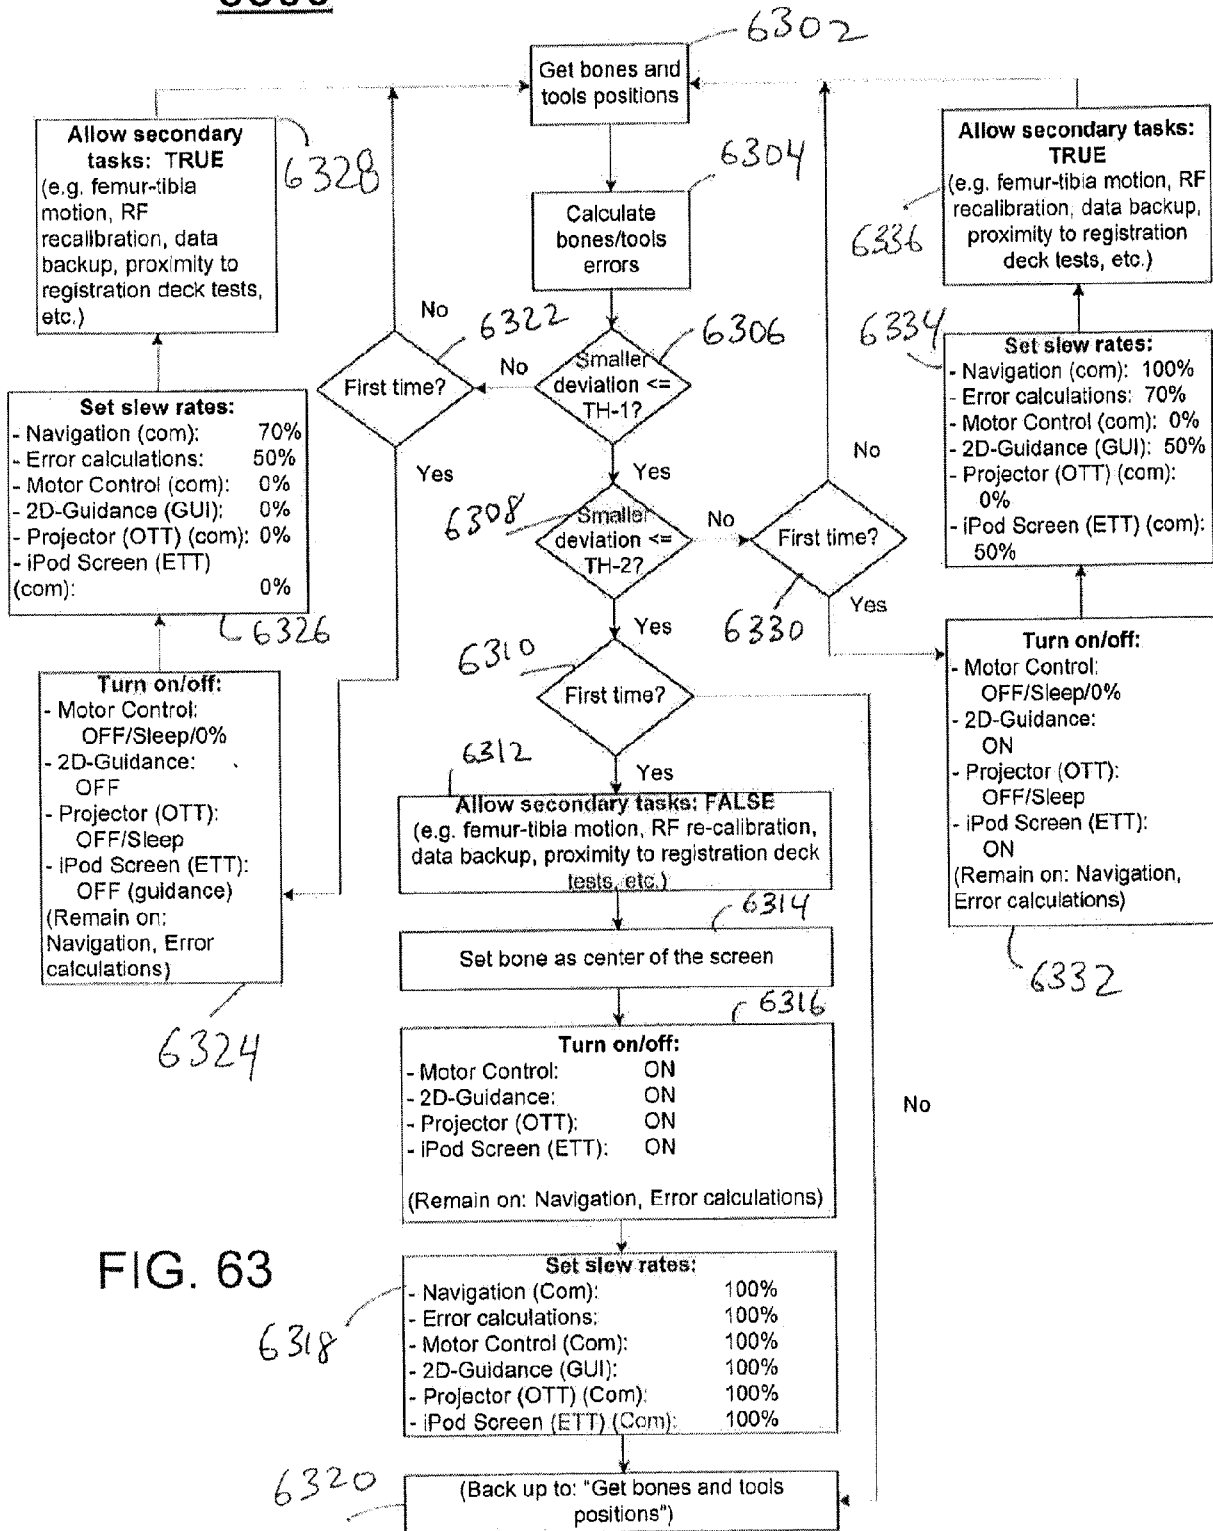 6302
Get bones and
tools positions
6304
Calculate
bones/tools
errors
6306
Smaller
deviation <=
TH-1?
No
Yes
6322
First time?
No
Yes
Allow secondary
tasks: TRUE
(e.g. femur-tibia
motion, RF
recalibration, data
backup, proximity to
registration deck tests,
etc.)
6328
Set slew rates:
- Navigation (com): 70%
- Error calculations: 50%
- Motor Control (com): 0%
- 2D-Guidance (GUI): 0%
- Projector (OTT) (com): 0%
- iPod Screen (ETT)
(com): 0%
6326
Turn on/off:
- Motor Control:
OFF/Sleep/0%
- 2D-Guidance:
OFF
- Projector (OTT):
OFF/Sleep
- iPod Screen (ETT):
OFF (guidance)
(Remain on:
Navigation, Error
calculations)
6324
6308
Smaller
deviation <=
TH-2?
No
Yes
6330
First time?
No
Yes
Allow secondary tasks:
TRUE
(e.g. femur-tibia motion, RF
recalibration, data backup,
proximity to registration
deck tests, etc.)
6336
6334
Set slew rates:
- Navigation (com): 100%
- Error calculations: 70%
- Motor Control (com): 0%
- 2D-Guidance (GUI): 50%
- Projector (OTT) (com):
0%
- iPod Screen (ETT) (com):
50%
Turn on/off:
- Motor Control:
OFF/Sleep/0%
- 2D-Guidance:
ON
- Projector (OTT):
OFF/Sleep
- iPod Screen (ETT):
ON
(Remain on: Navigation,
Error calculations)
6332
6310
First time?
Yes
No
6312
Allow secondary tasks: FALSE
(e.g. femur-tibia motion, RF re-calibration,
data backup, proximity to registration deck
tests, etc.)
6314
Set bone as center of the screen
6316
Turn on/off:
- Motor Control: ON
- 2D-Guidance: ON
- Projector (OTT): ON
- iPod Screen (ETT): ON
(Remain on: Navigation, Error calculations)
FIG. 63
6318
Set slew rates:
- Navigation (Com): 100%
- Error calculations: 100%
- Motor Control (Com): 100%
- 2D-Guidance (GUI): 100%
- Projector (OTT) (Com): 100%
- iPod Screen (ETT) (Com): 100%
6320
(Back up to: "Get bones and tools
positions")